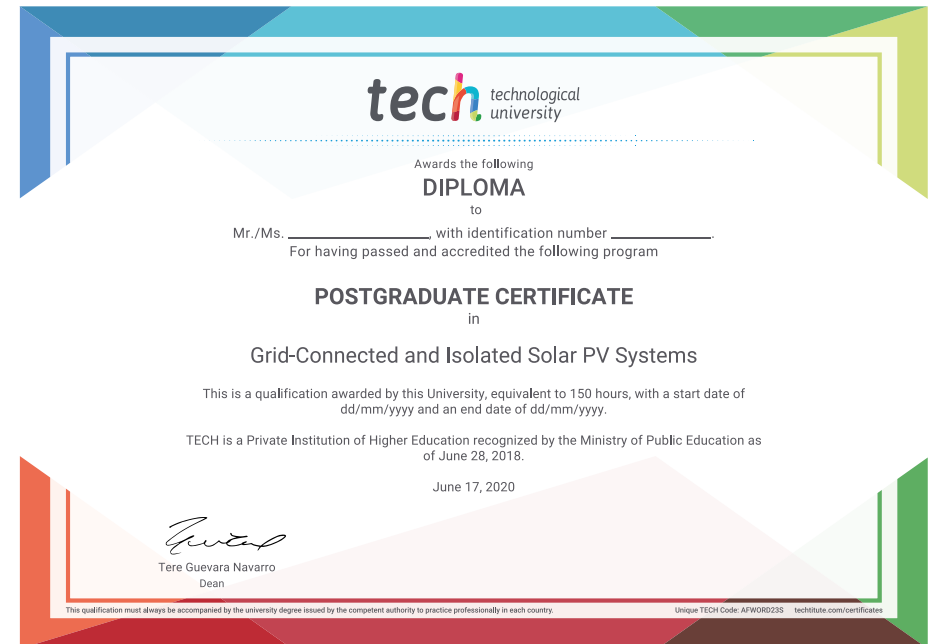 tech technological
university
Awards the following
DIPLOMA
to
Mr./Ms. ____________________, with identification number ______________.
For having passed and accredited the following program
POSTGRADUATE CERTIFICATE
in
Grid-Connected and Isolated Solar PV Systems
This is a qualification awarded by this University, equivalent to 150 hours, with a start date of
dd/mm/yyyy and an end date of dd/mm/yyyy.
TECH is a Private Institution of Higher Education recognized by the Ministry of Public Education as
of June 28, 2018.
June 17, 2020
Tere Guevara Navarro
Dean
This qualification must always be accompanied by the university degree issued by the competent authority to practice professionally in each country.
Unique TECH Code: AFWORD23S techtitute.com/certificates